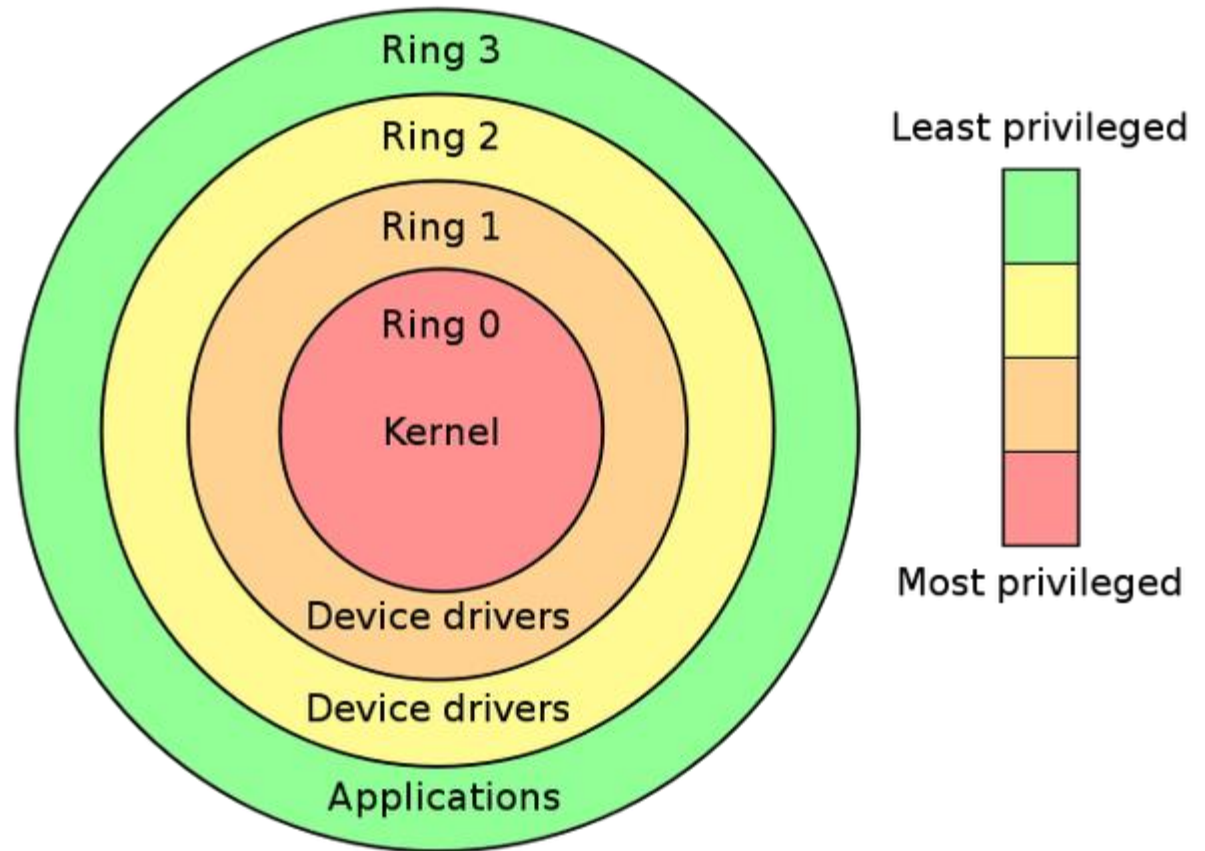 Ring 3
Ring 2
Ring 1
Ring 0
Kernel
Device drivers
Device drivers
Applications
Least privileged
Most privileged